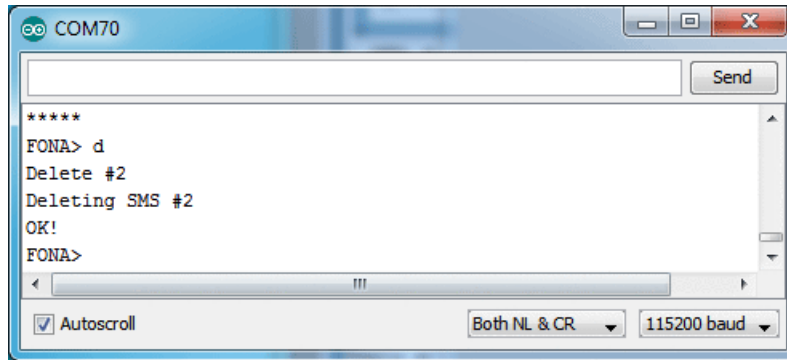 COM70
Send
*****
FONA> d
Delete #2
Deleting SMS #2
OK!
FONA>
Autoscroll
Both NL & CR
115200 baud